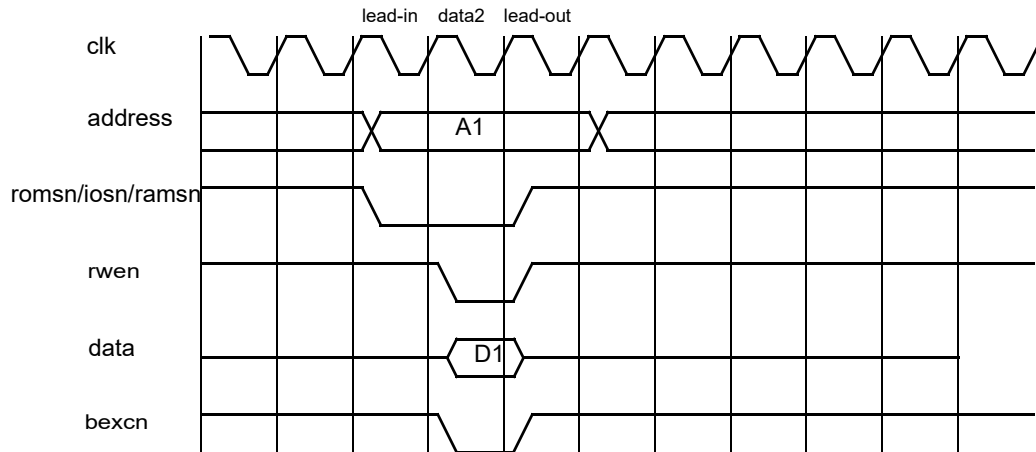 lead-in data2 lead-out
clk
address A1
romsn/iosn/ramsn
rwen
data D1
bexcn